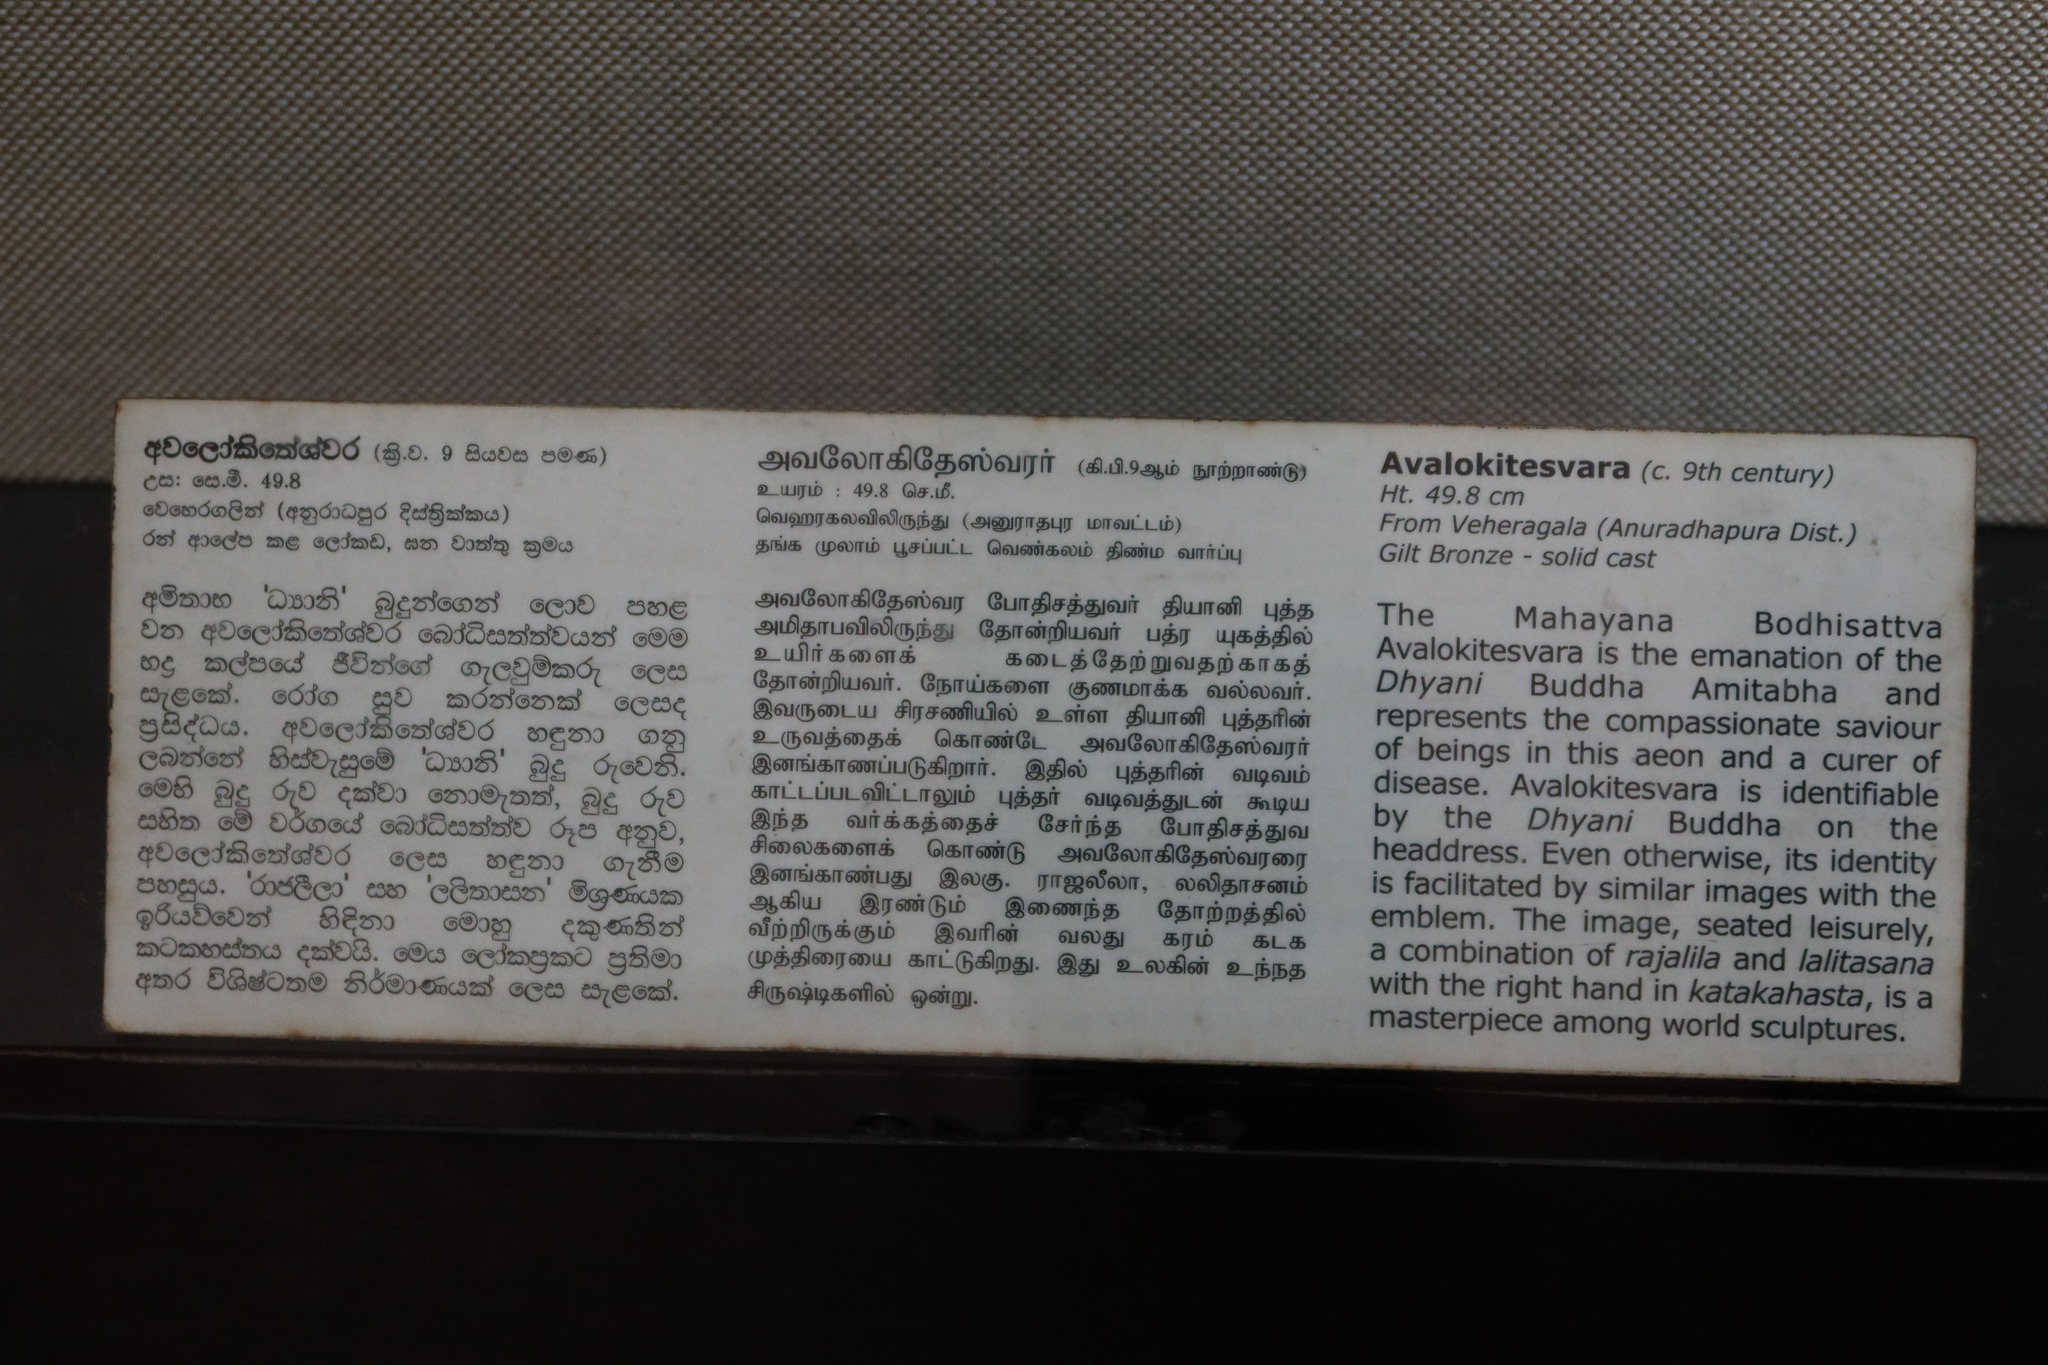 අවලෝකිතේශ්වර (ක්‍රි.ව. 9 සියවස පමණ)
උස: සෙ.මී. 49.8
වෙහෙරගලින් (අනුරාධපුර දිස්ත්‍රික්කය)
රන් ආලේප කළ ලෝකඩ, ඝන වාත්තු ක්‍රමය
අමිතාභ 'ධ්‍යානි' බුදුන්ගෙන් ලොව පහළ
වන අවලෝකිතේශ්වර බෝධිසත්ත්වයන් මෙම
භද්‍ර කල්පයේ ජීවීන්ගේ ගැලවුම්කරු ලෙස
සැළකේ. රෝග සුව කරන්නෙක් ලෙසද
ප්‍රසිද්ධය. අවලෝකිතේශ්වර හඳුනා ගනු
ලබන්නේ හිස්වැසුමේ 'ධ්‍යානි' බුදු රුවෙනි.
මෙහි බුදු රුව දක්වා නොමැතත්, බුදු රුව
සහිත මේ වර්ගයේ බෝධිසත්ත්ව රූප අනුව,
අවලෝකිතේශ්වර ලෙස හඳුනා ගැනීම
පහසුය. 'රාජලීලා' සහ 'ලලිතාසන' මිශ්‍රණයක
ඉරියව්වෙන් හිඳිනා මොහු දකුණතින්
කටකහස්තය දක්වයි. මෙය ලෝකප්‍රකට ප්‍රතිමා
අතර විශිෂ්ටතම නිර්මාණයක් ලෙස සැළකේ.
அவலோகிதேஸ்வரர் (கி.பி.9ஆம் நூற்றாண்டு)
உயரம் : 49.8 செ.மீ.
வெஹரகலவிலிருந்து (அனுராதபுர மாவட்டம்)
தங்க முலாம் பூசப்பட்ட வெண்கலம் திண்ம வார்ப்பு
அவலோகிதேஸ்வர போதிசத்துவர் தியானி புத்த
அமிதாபவிலிருந்து தோன்றியவர் பத்ர யுகத்தில்
உயிர்களைக் கடைத்தேற்றுவதற்காகத்
தோன்றியவர். நோய்களை குணமாக்க வல்லவர்.
இவருடைய சிரசணியில் உள்ள தியானி புத்தரின்
உருவத்தைக் கொண்டே அவலோகிதேஸ்வரர்
இனங்காணப்படுகிறார். இதில் புத்தரின் வடிவம்
காட்டப்படவிட்டாலும் புத்தர் வடிவத்துடன் கூடிய
இந்த வர்க்கத்தைச் சேர்ந்த போதிசத்துவ
சிலைகளைக் கொண்டு அவலோகிதேஸ்வரரை
இனங்காண்பது இலகு. ராஜலீலா, லலிதாசனம்
ஆகிய இரண்டும் இணைந்த தோற்றத்தில்
வீற்றிருக்கும் இவரின் வலது கரம் கடக
முத்திரையை காட்டுகிறது. இது உலகின் உந்நத
சிருஷ்டிகளில் ஒன்று.
Avalokitesvara (c. 9th century)
Ht. 49.8 cm
From Veheragala (Anuradhapura Dist.)
Gilt Bronze - solid cast
The Mahayana Bodhisattva
Avalokitesvara is the emanation of the
Dhyani Buddha Amitabha and
represents the compassionate saviour
of beings in this aeon and a curer of
disease. Avalokitesvara is identifiable
by the Dhyani Buddha on the
headdress. Even otherwise, its identity
is facilitated by similar images with the
emblem. The image, seated leisurely,
a combination of rajalila and lalitasana
with the right hand in katakahasta, is a
masterpiece among world sculptures.